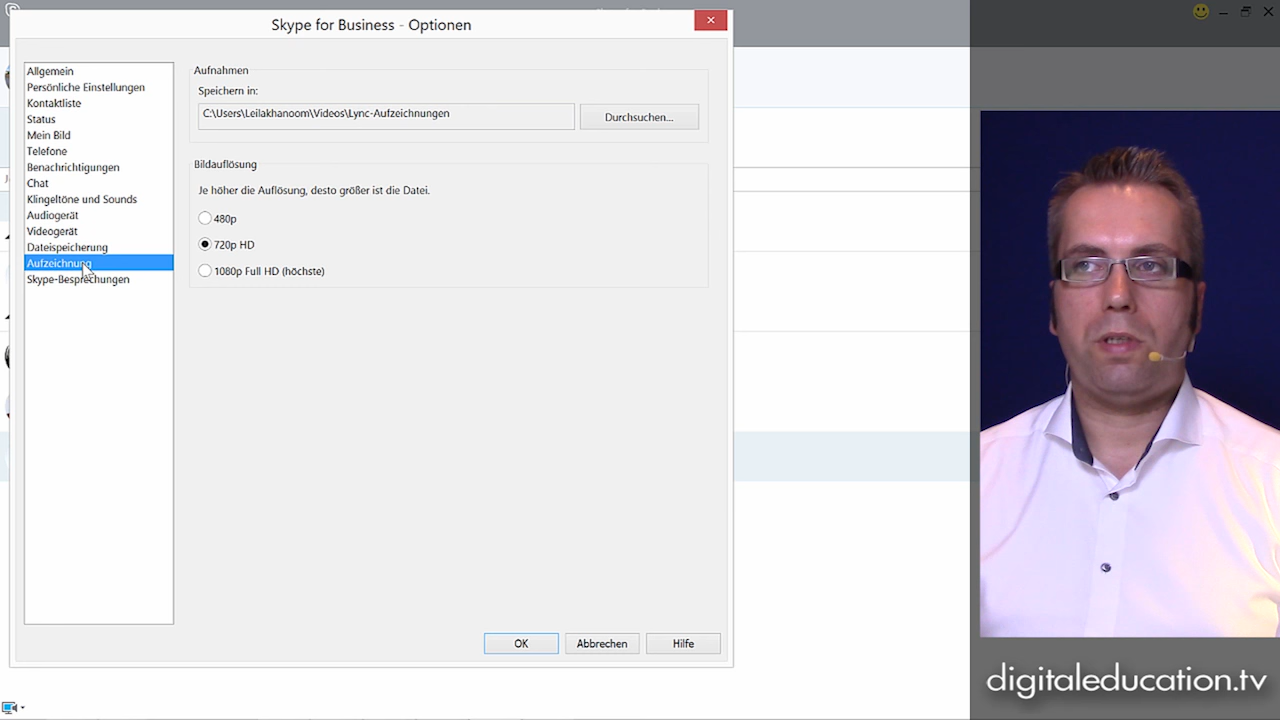 Skype for Business - Optionen
Allgemein
Persönliche Einstellungen
Kontaktliste
Status
Mein Bild
Telefone
Benachrichtigungen
Chat
Klingeltöne und Sounds
Audiogerät
Videogerät
Dateispeicherung
Aufzeichnung
Skype-Besprechungen
Aufnahmen
Speichern in:
C:\Users\Leilakhanoom\Videos\Lync-Aufzeichnungen
Durchsuchen...
Bildauflösung
Je höher die Auflösung, desto größer ist die Datei.
480p
720p HD
1080p Full HD (höchste)
OK
Abbrechen
Hilfe
digitaleducation.tv